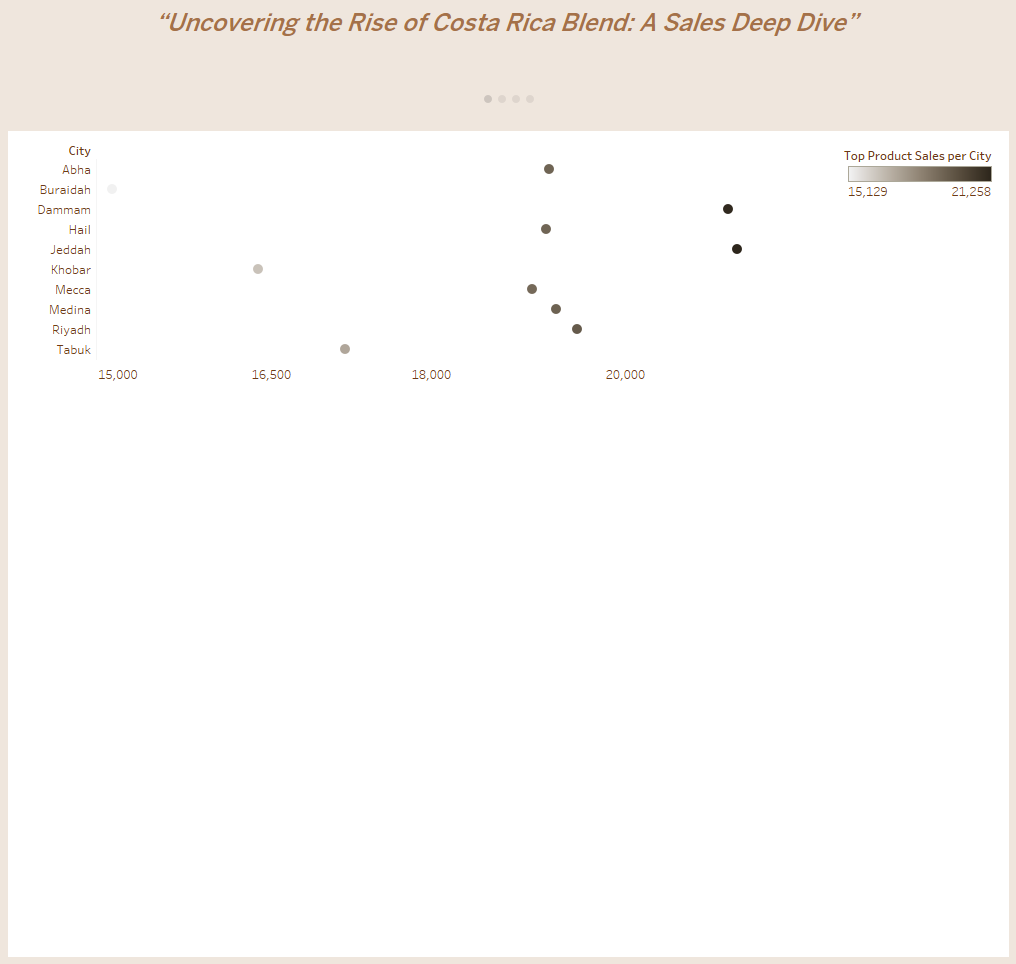 “Uncovering the Rise of Costa Rica Blend: A Sales Deep Dive”
City
Abha
Buraidah
Dammam
Hail
Jeddah
Khobar
Mecca
Medina
Riyadh
Tabuk
15,000 16,500 18,000 20,000
Top Product Sales per City
15,129 21,258